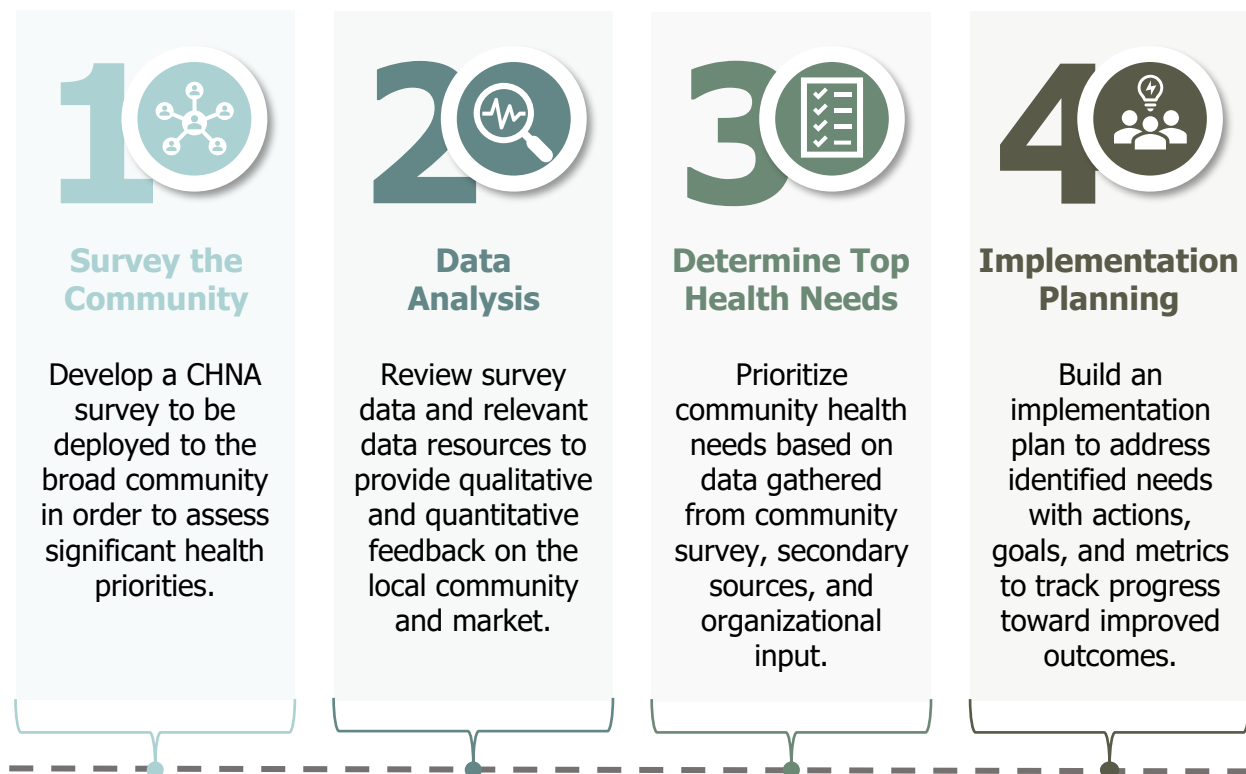 1
Survey the
Community
Develop a CHNA
survey to be
deployed to the
broad community
in order to assess
significant health
priorities.
2
Data
Analysis
Review survey
data and relevant
data resources to
provide qualitative
and quantitative
feedback on the
local community
and market.
3
Determine Top
Health Needs
Prioritize
community health
needs based on
data gathered
from community
survey, secondary
sources, and
organizational
input.
4
Implementation
Planning
Build an
implementation
plan to address
identified needs
with actions,
goals, and metrics
to track progress
toward improved
outcomes.